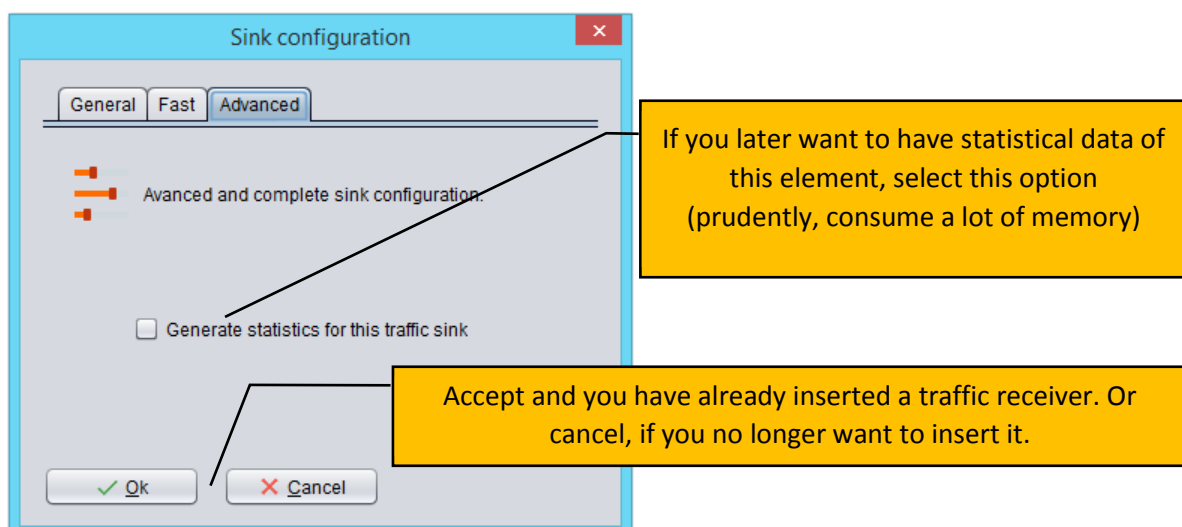 Sink configuration
General Fast Advanced
If you later want to have statistical data of
this element, select this option
(prudently, consume a lot of memory)
Avanced and complete sink configuration.
Generate statistics for this traffic sink
Accept and you have already inserted a traffic receiver. Or
cancel, if you no longer want to insert it.
Ok Cancel